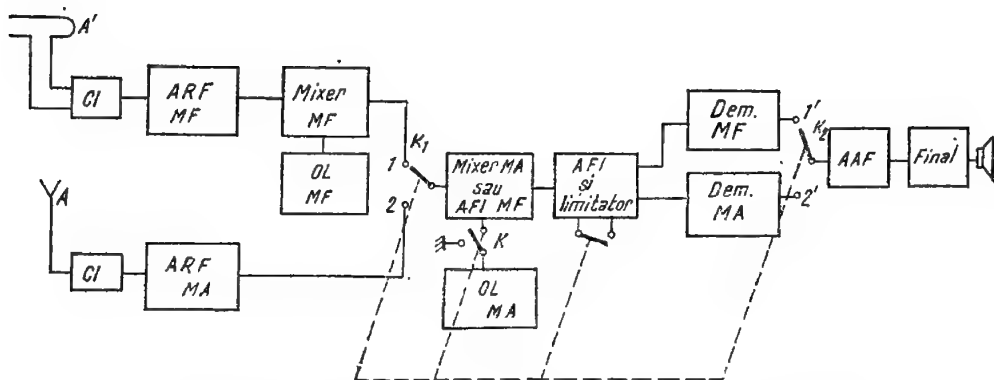 A'
CI
ARF
MF
Mixer
MF
OL
MF
1
K1
2
A
CI
ARF
MA
Mixer MA
sau
AFI MF
K
OL
MA
AFI
și
limitator
Dem.
MF
Dem.
MA
1'
K2
2'
AAF
Final